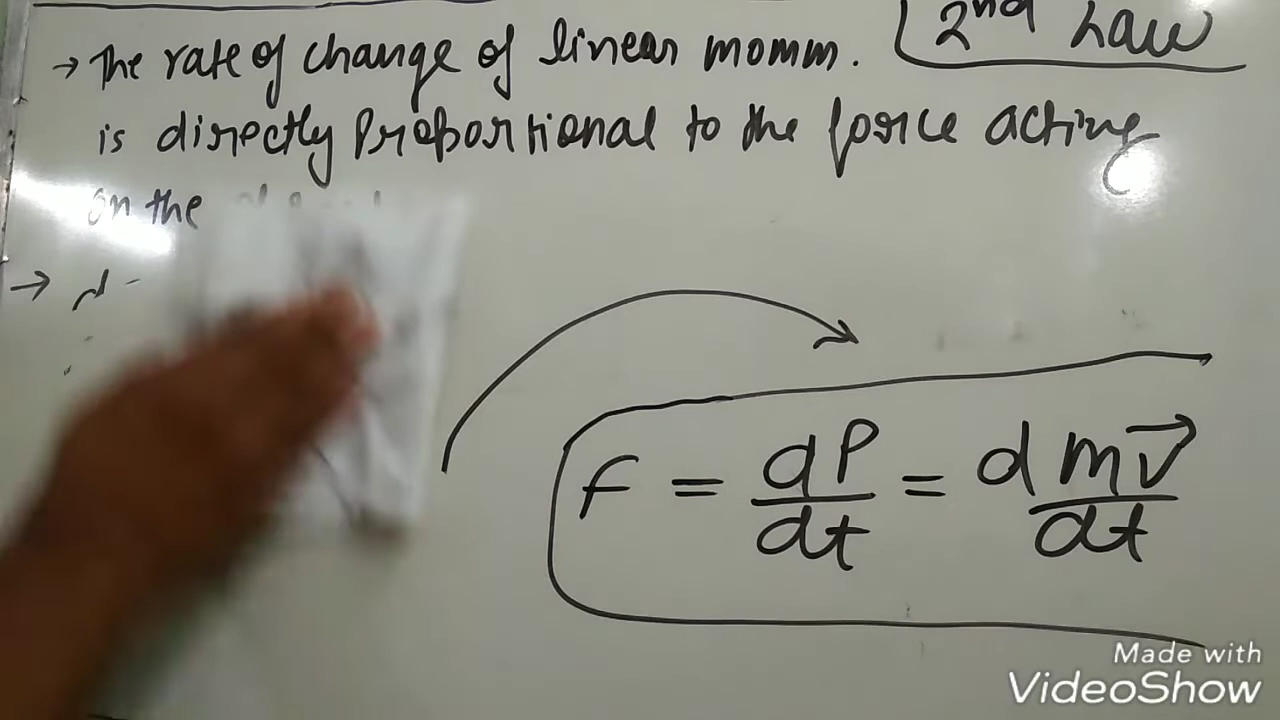 2nd Law
→ The rate of change of linear momm.
is directly Proportional to the force acting
on the
→
f = dP/dt = d mv⃗/dt
Made with
VideoShow